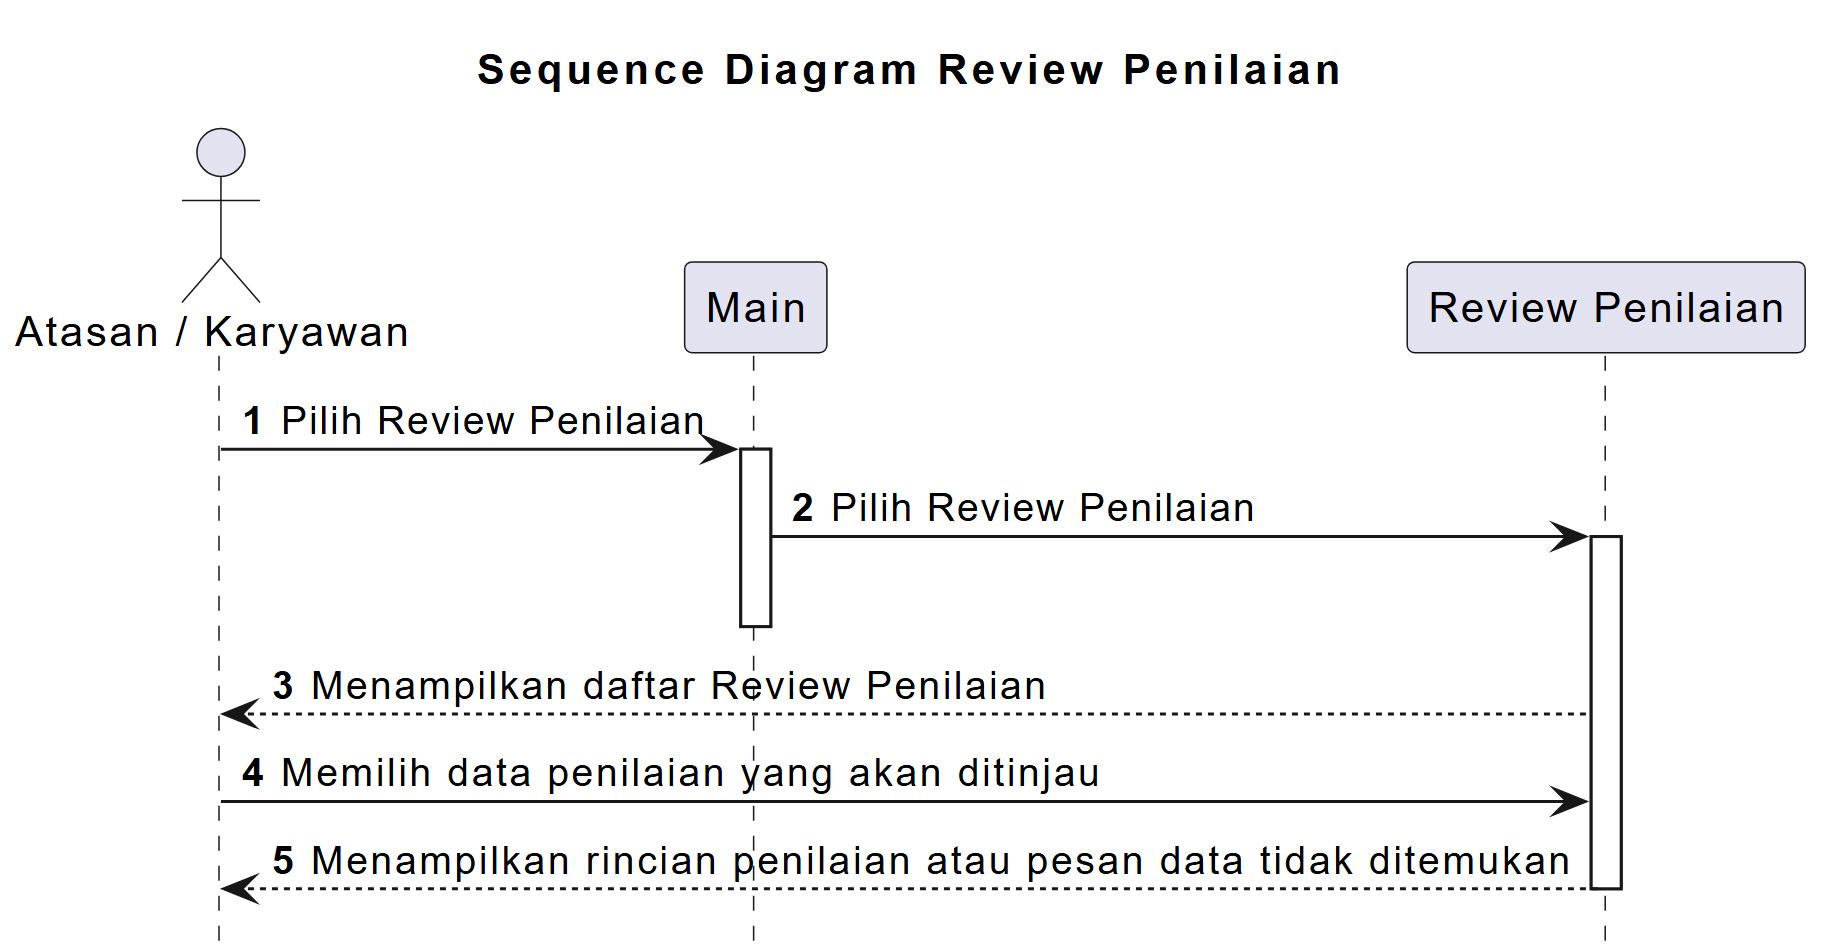 Sequence Diagram Review Penilaian
Atasan / Karyawan
Main
Review Penilaian
1 Pilih Review Penilaian
2 Pilih Review Penilaian
3 Menampilkan daftar Review Penilaian
4 Memilih data penilaian yang akan ditinjau
5 Menampilkan rincian penilaian atau pesan data tidak ditemukan